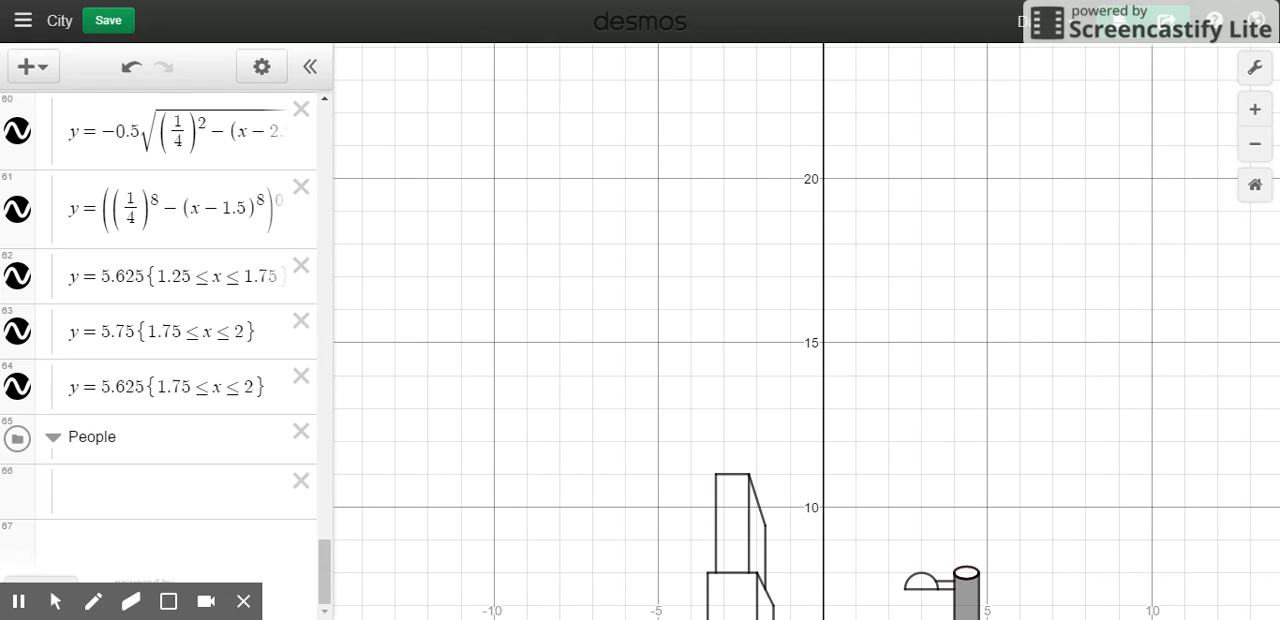 City Save desmos powered by
Screencastify Lite
60
y = −0.5√(1/4)² − (x − 2.
61
y = ((1/4)⁸ − (x − 1.5)⁸)⁰
62
y = 5.625{1.25 ≤ x ≤ 1.75}
63
y = 5.75{1.75 ≤ x ≤ 2}
64
y = 5.625{1.75 ≤ x ≤ 2}
65
People
66
67
20
15
10
-10 -5 5 10